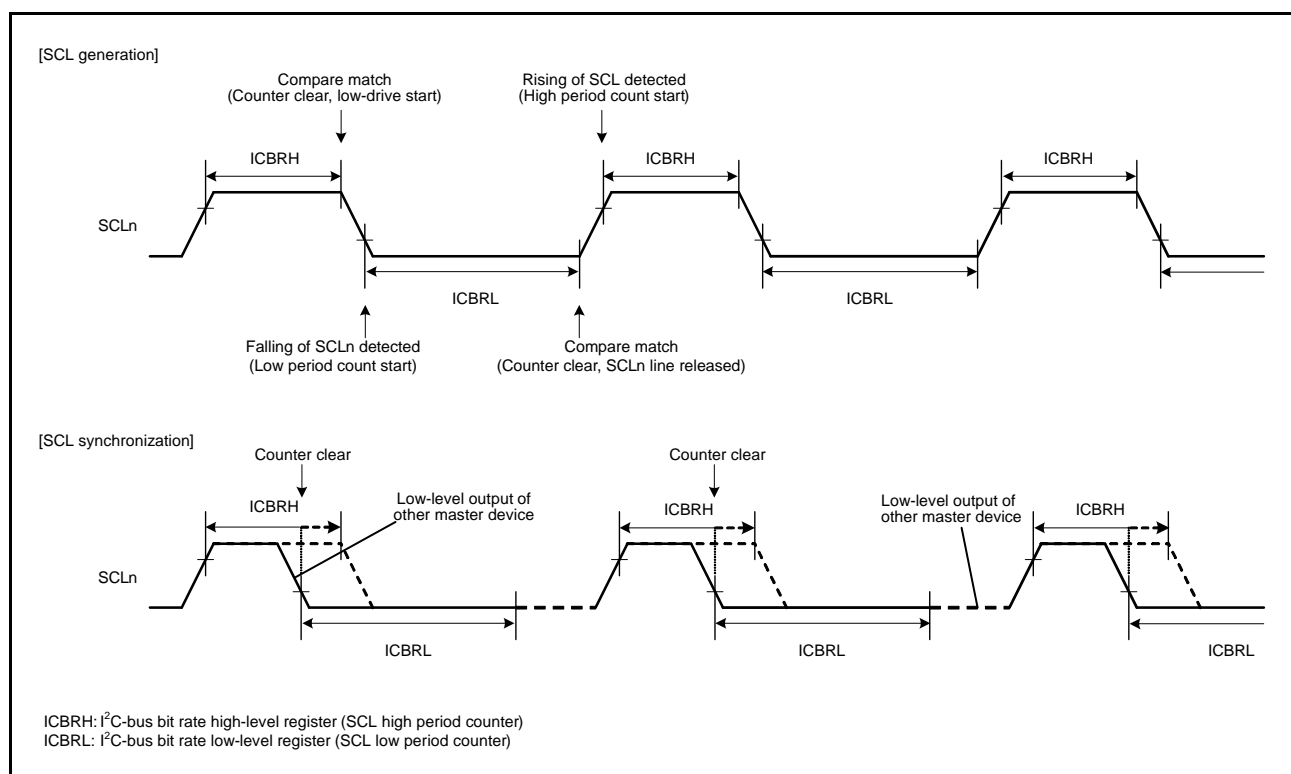 [SCL generation]
Compare match
(Counter clear, low-drive start)
Rising of SCL detected
(High period count start)
ICBRH
ICBRH
ICBRH
SCLn
ICBRL
ICBRL
Falling of SCLn detected
(Low period count start)
Compare match
(Counter clear, SCLn line released)
[SCL synchronization]
Counter clear
Counter clear
ICBRH
Low-level output of
other master device
ICBRH
Low-level output of
other master device
ICBRH
SCLn
ICBRL
ICBRL
ICBRL
ICBRH: I²C-bus bit rate high-level register (SCL high period counter)
ICBRL: I²C-bus bit rate low-level register (SCL low period counter)